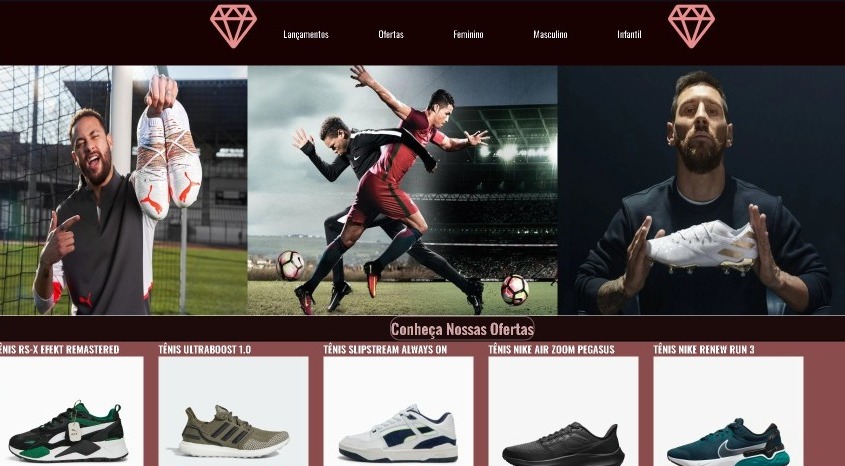 Lançamentos Ofertas Feminino Masculino Infantil
Conheça Nossas Ofertas
ÊNIS RS-X EFEKT REMASTERED
TÊNIS ULTRABOOST 1.0
TÊNIS SLIPSTREAM ALWAYS ON
TÊNIS NIKE AIR ZOOM PEGASUS
TÊNIS NIKE RENEW RUN 3